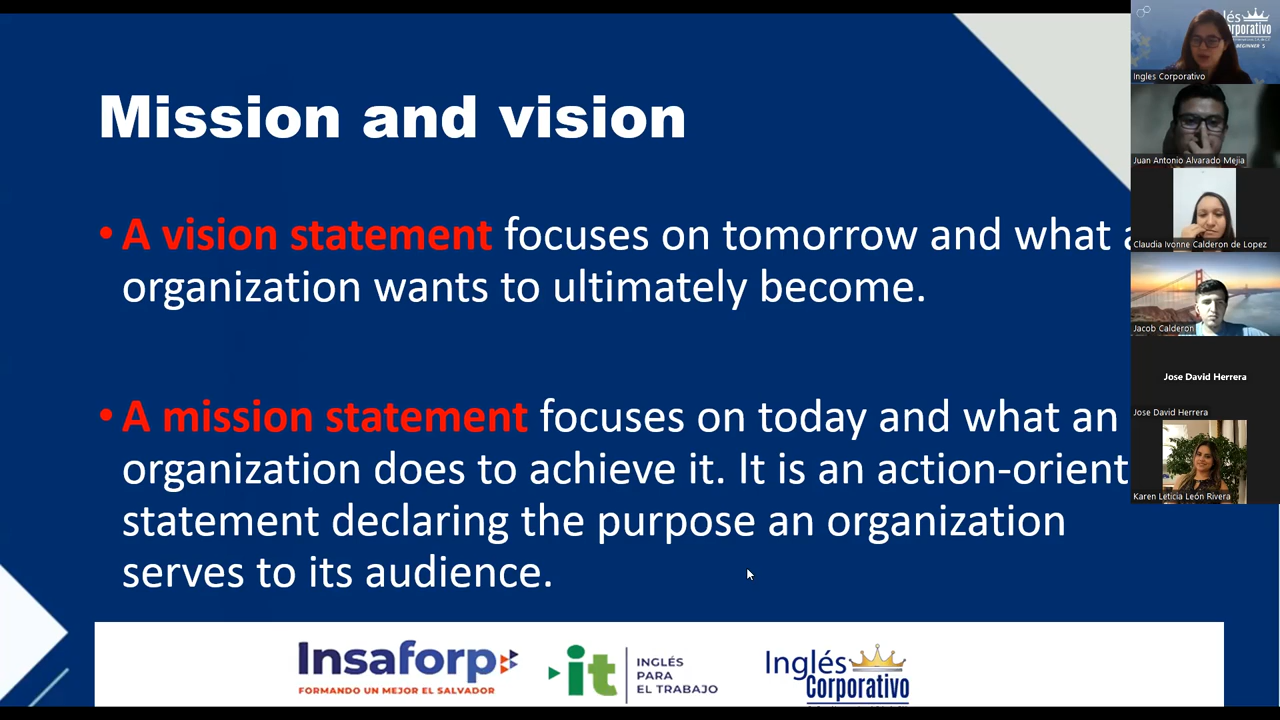 Mission and vision
• A vision statement focuses on tomorrow and what a
organization wants to ultimately become.
• A mission statement focuses on today and what an
organization does to achieve it. It is an action-orient
statement declaring the purpose an organization
serves to its audience.
Insaforp
FORMANDO UN MEJOR EL SALVADOR
it
INGLÉS
PARA
EL TRABAJO
Inglés
Corporativo
lés
rporativo
BEGINNER 5
Ingles Corporativo
Juan Antonio Alvarado Mejia
Claudia Ivonne Calderon de Lopez
Jacob Calderon
Jose David Herrera
Jose David Herrera
Karen Leticia León Rivera